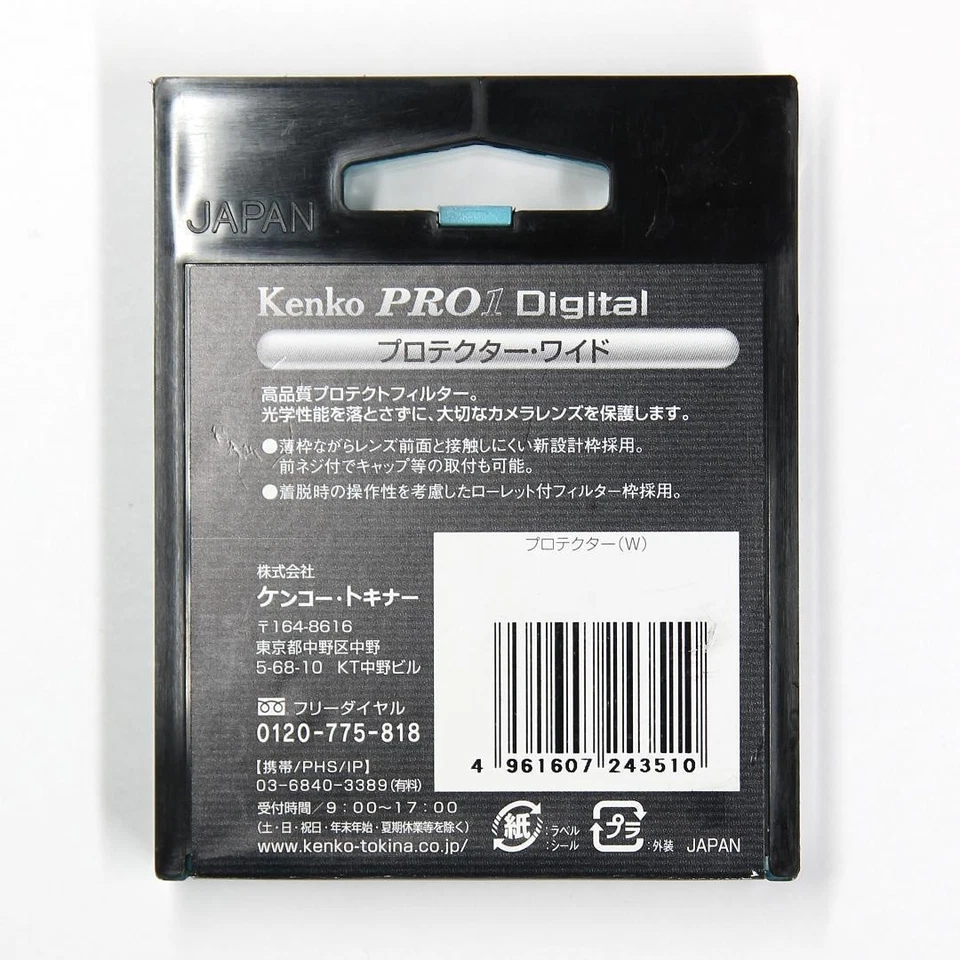 JAPAN
Kenko PRO1 Digital
プロテクター・ワイド
高品質プロテクトフィルター。
光学性能を落とさずに、大切なカメラレンズを保護します。
●薄枠ながらレンズ前面と接触しにくい新設計枠採用。
前ネジ付でキャップ等の取付も可能。
●着脱時の操作性を考慮したローレット付フィルター枠採用。
プロテクター(W)
株式会社
ケンコー・トキナー
〒164-8616
東京都中野区中野
5-68-10 KT中野ビル
フリーダイヤル
0120-775-818
【携帯/PHS/IP】
03-6840-3389(有料)
受付時間/9:00～17:00
(土・日・祝日・年末年始・夏期休業等を除く)
www.kenko-tokina.co.jp/
4 961607 243510
紙 :ラベル :シール
プラ :外装 JAPAN